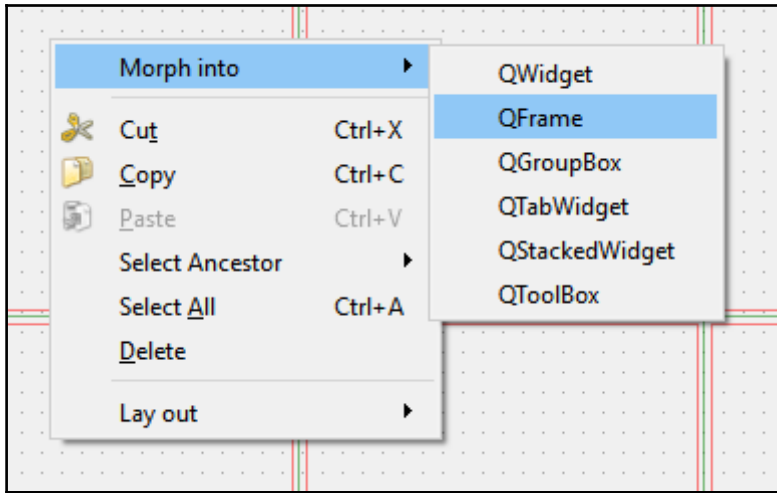 Morph into
Cut Ctrl+X
Copy Ctrl+C
Paste Ctrl+V
Select Ancestor
Select All Ctrl+A
Delete
Lay out
QWidget
QFrame
QGroupBox
QTabWidget
QStackedWidget
QToolBox